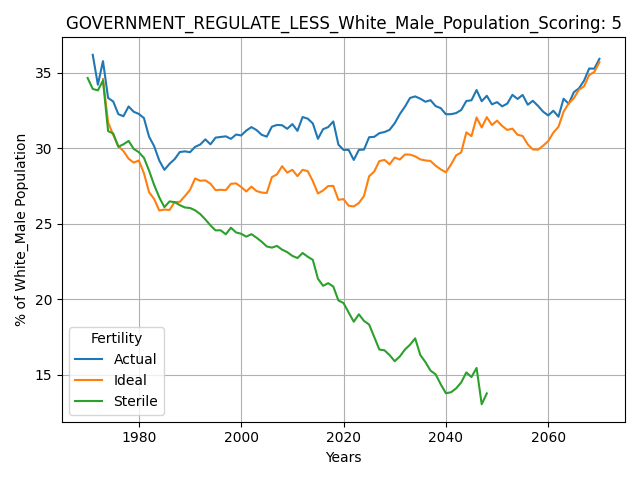 GOVERNMENT_REGULATE_LESS_White_Male_Population_Scoring: 5
% of White_Male Population
35
30
25
20
15
Fertility
Actual
Ideal
Sterile
1980 2000 2020 2040 2060
Years